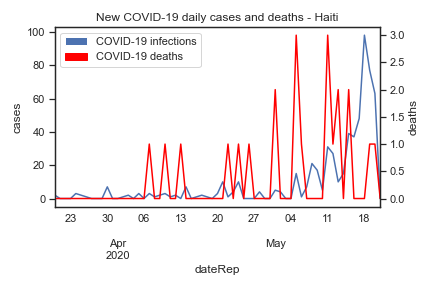 New COVID-19 daily cases and deaths - Haiti
COVID-19 infections
COVID-19 deaths
100
80
60
40
20
0
cases
3.0
2.5
2.0
1.5
1.0
0.5
0.0
deaths
23 30 06 13 20 27 04 11 18
Apr May
2020
dateRep